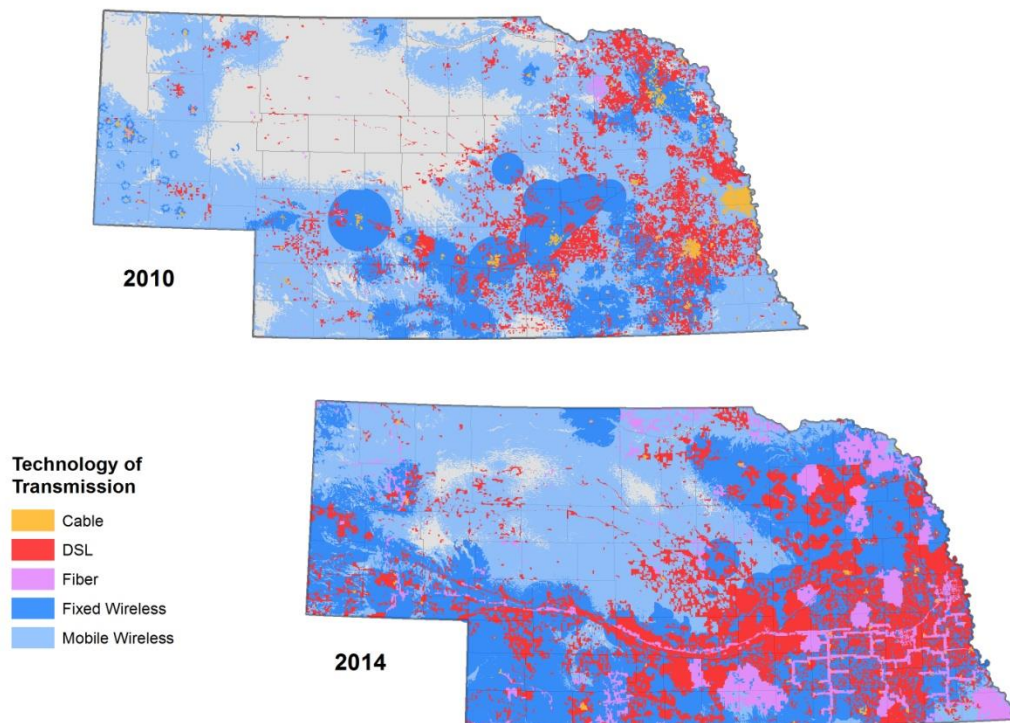 2010
Technology of
Transmission
Cable
DSL
Fiber
Fixed Wireless
Mobile Wireless
2014